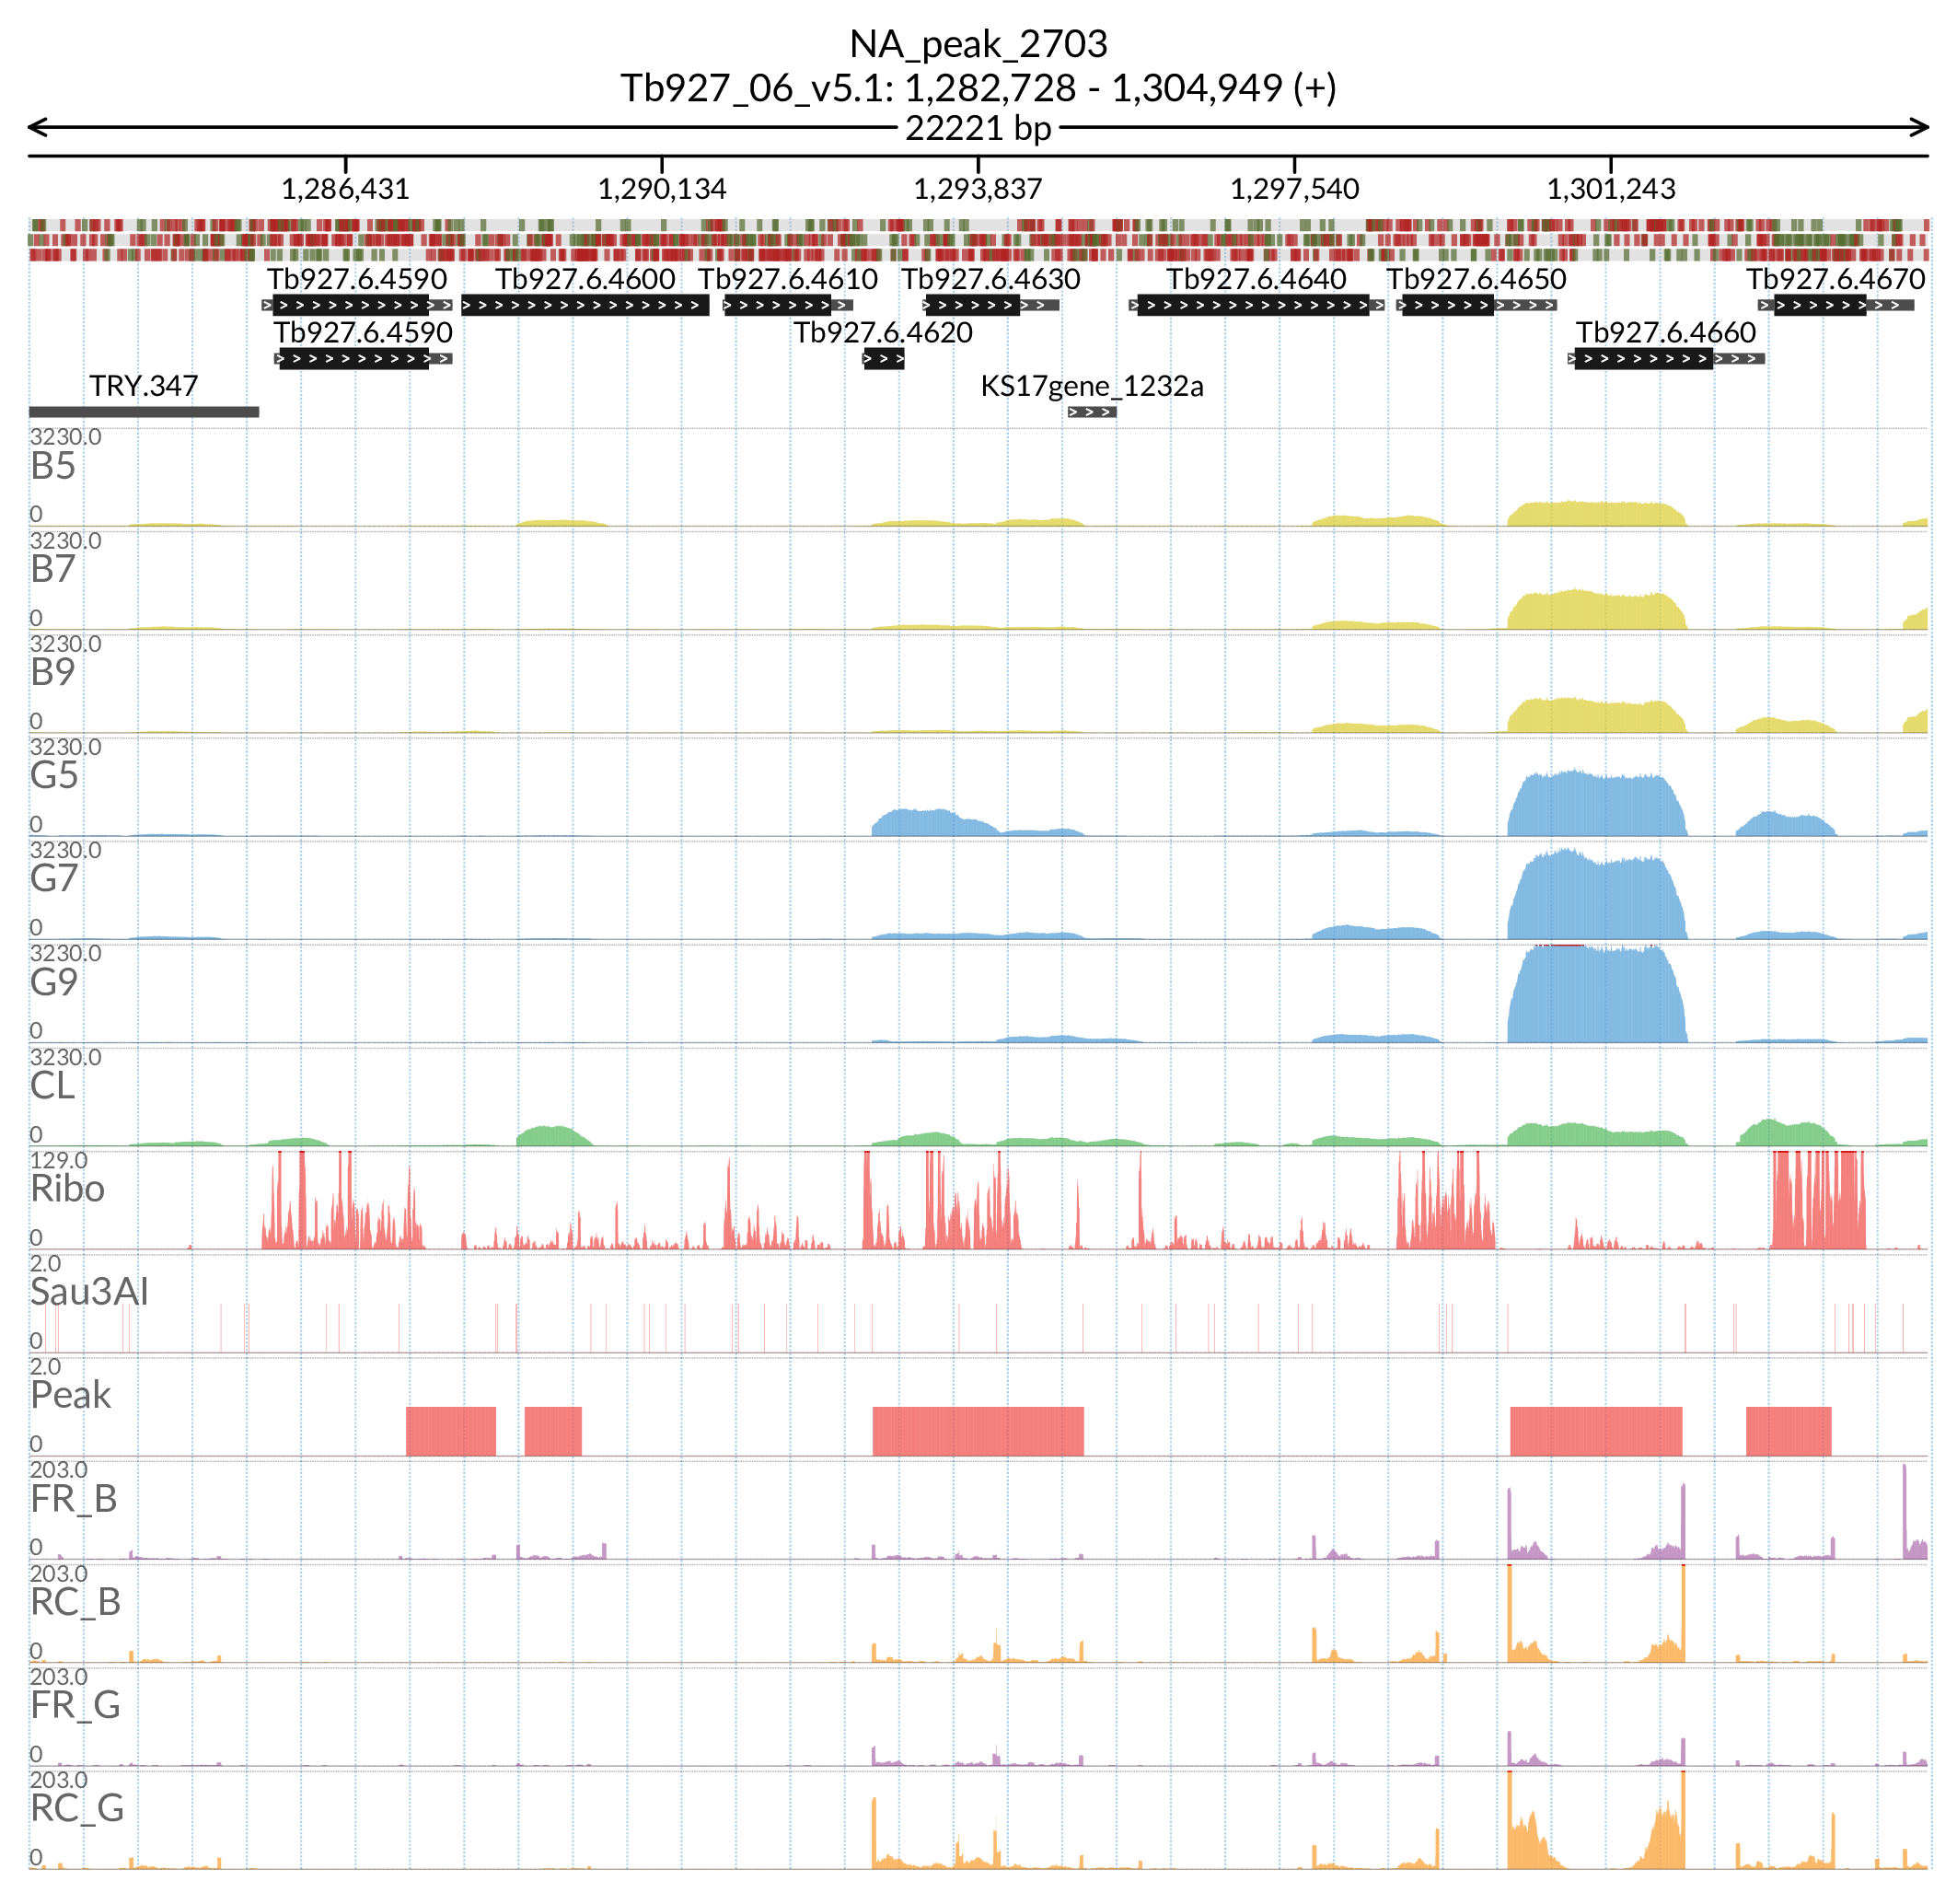 NA_peak_2703
Tb927_06_v5.1: 1,282,728 - 1,304,949 (+)
22221 bp
1,286,431 1,290,134 1,293,837 1,297,540 1,301,243
Tb927.6.4590 Tb927.6.4600 Tb927.6.4610 Tb927.6.4630 Tb927.6.4640 Tb927.6.4650 Tb927.6.4670
Tb927.6.4590 Tb927.6.4620 Tb927.6.4660
TRY.347 KS17gene_1232a
3230.0
B5
0
3230.0
B7
0
3230.0
B9
0
3230.0
G5
0
3230.0
G7
0
3230.0
G9
0
3230.0
CL
0
129.0
Ribo
0
2.0
Sau3AI
0
2.0
Peak
0
203.0
FR_B
0
203.0
RC_B
0
203.0
FR_G
0
203.0
RC_G
0